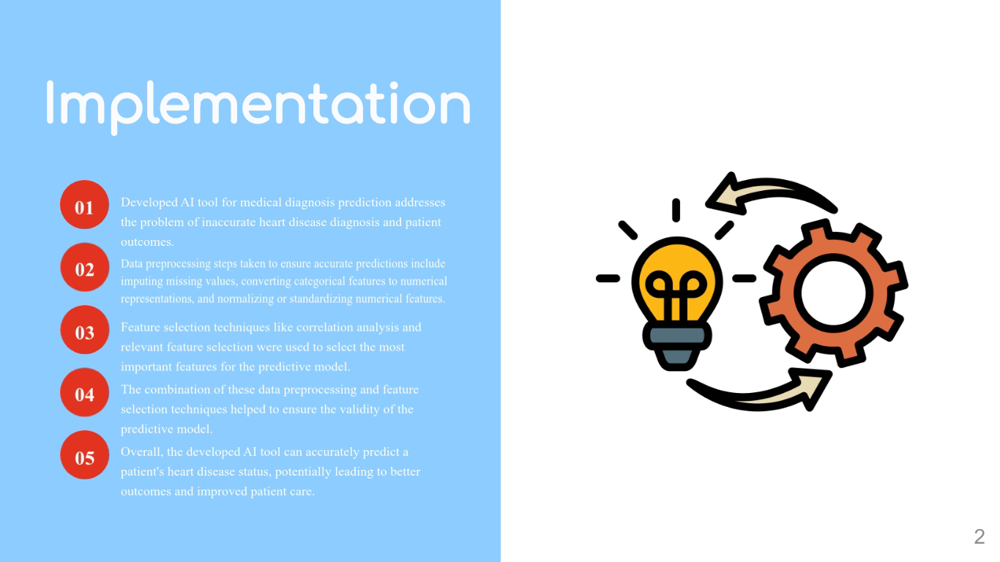 Implementation
01
Developed AI tool for medical diagnosis prediction addresses
the problem of inaccurate heart disease diagnosis and patient
outcomes.
02
Data preprocessing steps taken to ensure accurate predictions include
imputing missing values, converting categorical features to numerical
representations, and normalizing or standardizing numerical features.
03
Feature selection techniques like correlation analysis and
relevant feature selection were used to select the most
important features for the predictive model.
04
The combination of these data preprocessing and feature
selection techniques helped to ensure the validity of the
predictive model.
05
Overall, the developed AI tool can accurately predict a
patient's heart disease status, potentially leading to better
outcomes and improved patient care.
2